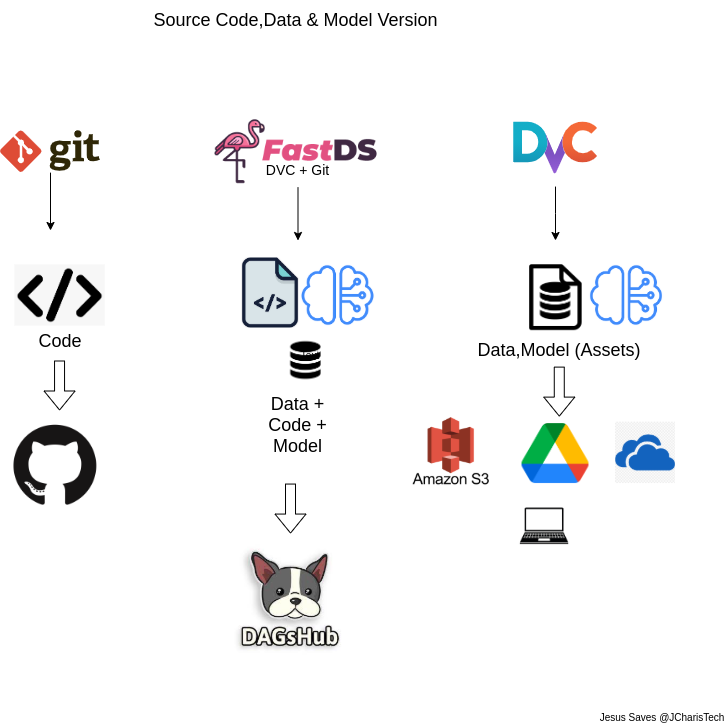 Source Code,Data & Model Version
git
FastDS
DVC + Git
DVC
</>
Code
Data +
Code +
Model
Data,Model (Assets)
Amazon S3
DAGsHub
Jesus Saves @JCharisTech